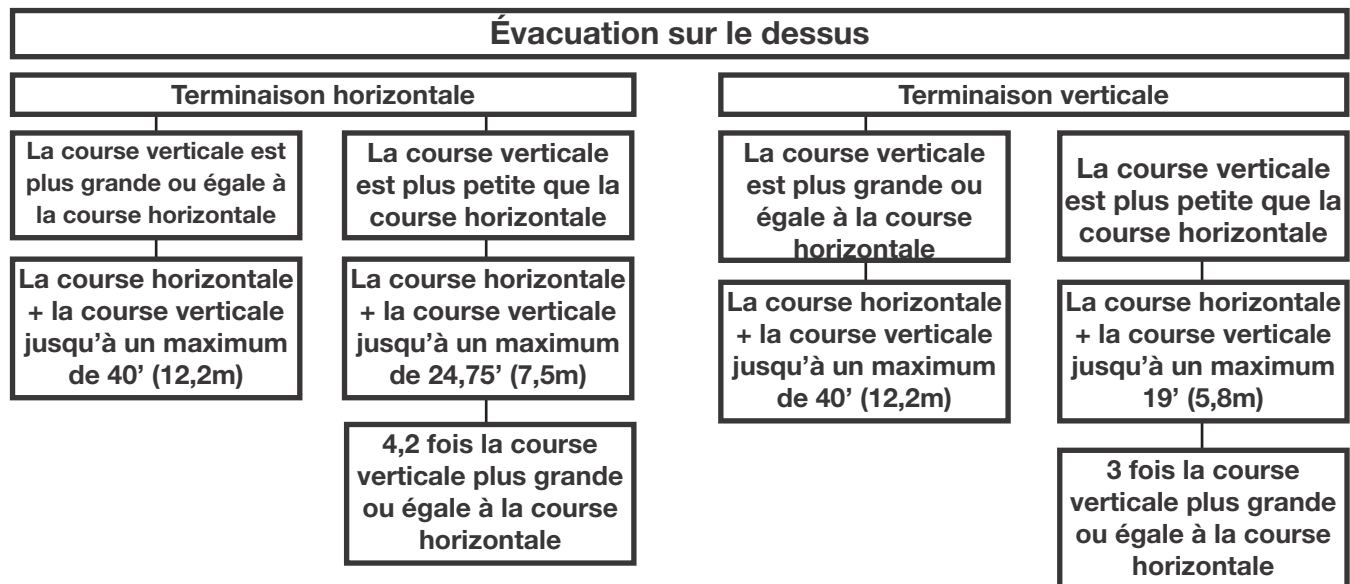 Évacuation sur le dessus
Terminaison horizontale
La course verticale est
plus grande ou égale à
la course horizontale
La course horizontale
+ la course verticale
jusqu'à un maximum
de 40’ (12,2m)
La course verticale
est plus petite que la
course horizontale
La course horizontale
+ la course verticale
jusqu'à un maximum
de 24,75’ (7,5m)
4,2 fois la course
verticale plus grande
ou égale à la course
horizontale
Terminaison verticale
La course verticale
est plus grande ou
égale à la course
horizontale
La course horizontale
+ la course verticale
jusqu'à un maximum
de 40’ (12,2m)
La course verticale
est plus petite que la
course horizontale
La course horizontale
+ la course verticale
jusqu'à un maximum
19’ (5,8m)
3 fois la course
verticale plus grande
ou égale à la course
horizontale